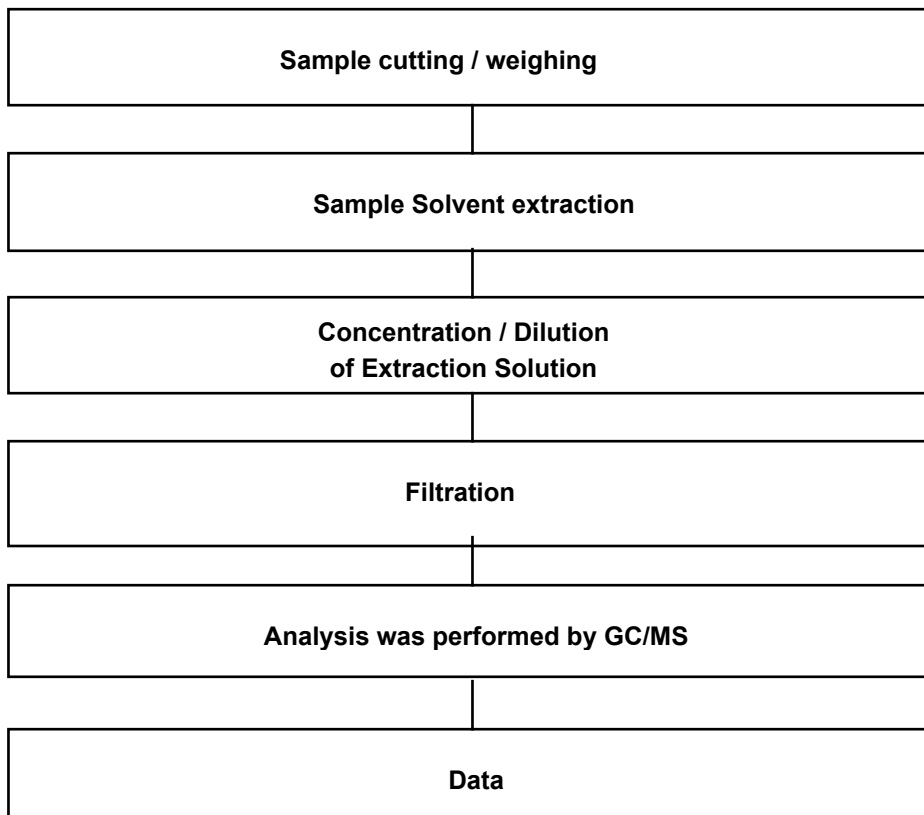 Sample cutting / weighing
Sample Solvent extraction
Concentration / Dilution
of Extraction Solution
Filtration
Analysis was performed by GC/MS
Data